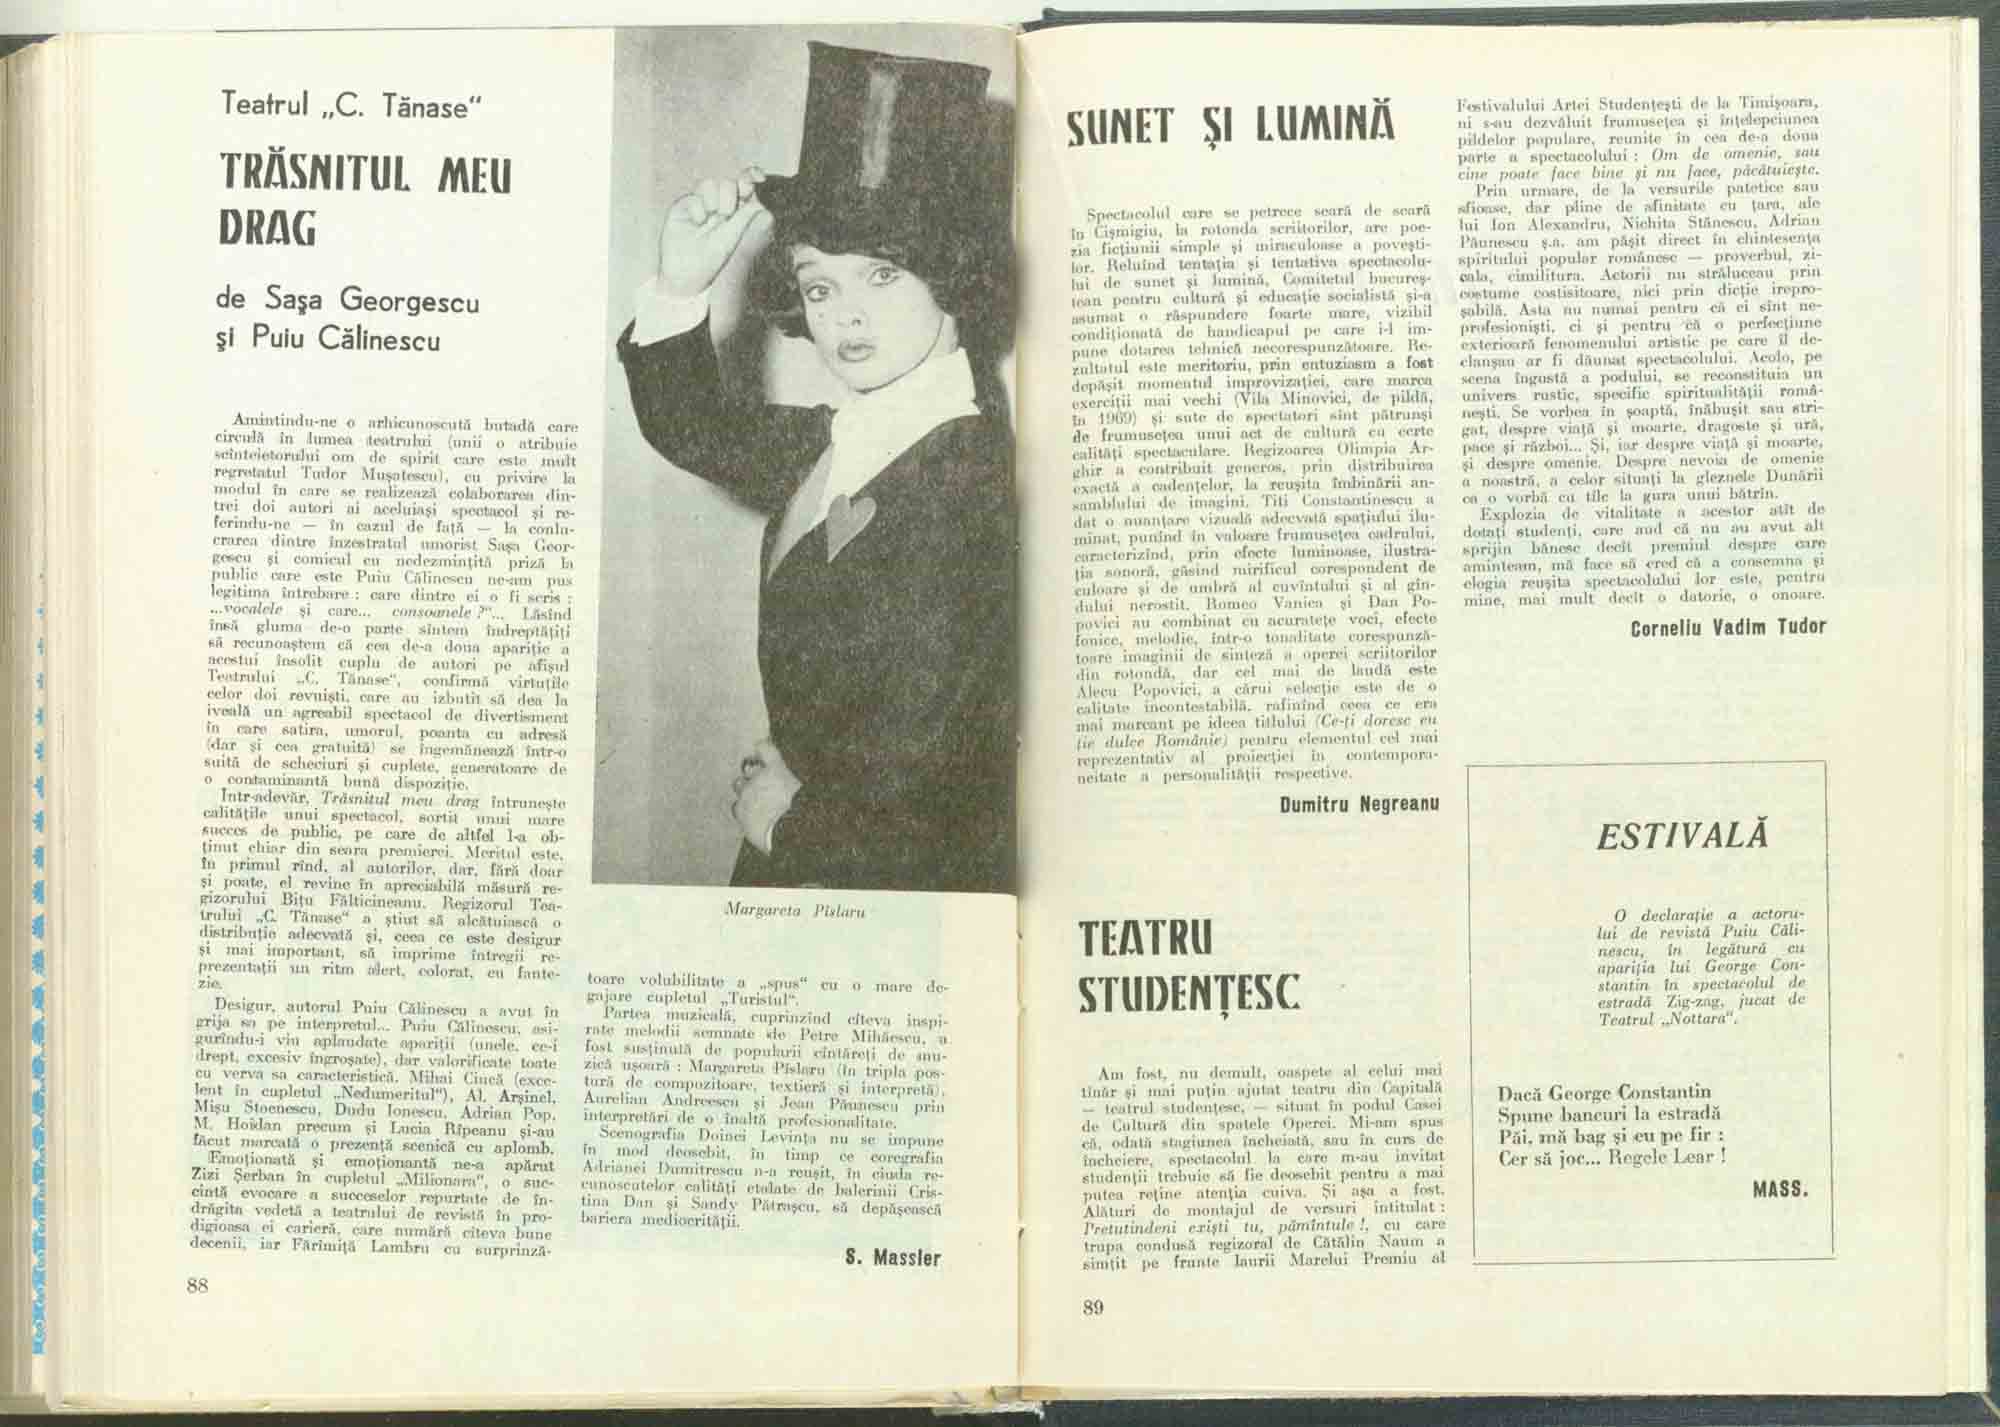 Teatrul „C. Tănase"
TRĂSNITUL MEU
DRAG
de Saşa Georgescu
şi Puiu Călinescu
Amintindu-ne o arhicunoscută butadă care
circulă în lumea teatrului (unii o atribuie
scînteietorului om de spirit care este mult
regretatul Tudor Muşatescu), cu privire la
modul în care se realizează colaborarea din-
trei doi autori ai aceluiaşi spectacol şi re-
ferindu-ne — în cazul de faţă — la conlu-
crarea dintre înzestratul umorist Saşa Geor-
gescu şi comicul cu nedezminţită priză la
public care este Puiu Călinescu ne-am pus
legitima întrebare : care dintre ei o fi scris :
...vocalele şi care... consoanele ?"... Lăsînd
însă gluma de-o parte sîntem îndreptăţiţi
să recunoaştem că cea de-a doua apariţie a
acestui insolit cuplu de autori pe afişul
Teatrului „C. Tănase", confirmă virtuţile
celor doi revuişti, care au izbutit să dea la
iveală un agreabil spectacol de divertisment
în care satira, umorul, poanta cu adresă
(dar şi cea gratuită) se îngemănează într-o
suită de scheciuri şi cuplete, generatoare de
o contaminantă bună dispoziţie.
Intr-adevăr, Trăsnitul meu drag întruneşte
calităţile unui spectacol, sortit unui mare
succes de public, pe care de altfel l-a ob-
ţinut chiar din seara premierei. Meritul este,
în primul rînd, al autorilor, dar, fără doar
şi poate, el revine în apreciabilă măsură re-
gizorului Biţu Fălticineanu. Regizorul Tea-
trului „C. Tănase" a ştiut să alcătuiască o
distribuţie adecvată şi, ceea ce este desigur
şi mai important, să imprime întregii re-
prezentaţii un ritm alert, colorat, cu fante-
zie.
Desigur, autorul Puiu Călinescu a avut în
grija sa pe interpretul... Puiu Călinescu, asi-
gurîndu-i viu aplaudate apariţii (unele, ce-i
drept, excesiv îngroşate), dar valorificate toate
cu verva sa caracteristică. Mihai Ciucă (exce-
lent în cupletul „Nedumeritul"), Al. Arşinel,
Mişu Stoenescu, Dudu Ionescu, Adrian Pop,
M. Hoidan precum şi Lucia Rîpeanu şi-au
făcut marcată o prezenţă scenică cu aplomb.
Emoţionată şi emoţionantă ne-a apărut
Zizi Şerban în cupletul „Milionara", o suc-
cintă evocare a succeselor repurtate de în-
drăgita vedetă a teatrului de revistă în pro-
digioasa ei carieră, care numără cîteva bune
decenii, iar Fărîmiţă Lambru cu surprinză-
88
Margareta Pîslaru
toare volubilitate a „spus" cu o mare de-
gajare cupletul „Turistul".
Partea muzicală, cuprinzînd cîteva inspi-
rate melodii semnate de Petre Mihăescu, a
fost susţinută de popularii cîntăreţi de mu-
zică uşoară : Margareta Pîslaru (în tripla pos-
tură de compozitoare, textieră şi interpretă),
Aurelian Andreescu şi Jean Păunescu prin
interpretări de o înaltă profesionalitate.
Scenografia Doinei Levinţa nu se impune
în mod deosebit, în timp ce coregrafia
Adrianei Dumitrescu n-a reuşit, în ciuda re-
cunoscutelor calităţi etalate de balerinii Cris-
tina Dan şi Sandy Pătraşcu, să depăşească
bariera mediocrităţii.
S. Massler
SUNET ŞI LUMINĂ
Spectacolul care se petrece seară de seară
în Cişmigiu, la rotonda scriitorilor, are poe-
zia ficţiunii simple şi miraculoase a poveşti-
lor. Reluînd tentaţia şi tentativa spectacolu-
lui de sunet şi lumină, Comitetul bucureş-
tean pentru cultură şi educaţie socialistă şi-a
asumat o răspundere foarte mare, vizibil
condiţionată de handicapul pe care i-l im-
pune dotarea tehnică necorespunzătoare. Re-
zultatul este meritoriu, prin entuziasm a fost
depăşit momentul improvizaţiei, care marca
exerciţii mai vechi (Vila Minovici, de pildă,
în 1969) şi sute de spectatori sînt pătrunşi
de frumuseţea unui act de cultură cu certe
calităţi spectaculare. Regizoarea Olimpia Ar-
ghir a contribuit generos, prin distribuirea
exactă a cadenţelor, la reuşita îmbinării an-
samblului de imagini. Titi Constantinescu a
dat o nuanţare vizuală adecvată spaţiului ilu-
minat, punînd în valoare frumuseţea cadrului,
caracterizînd, prin efecte luminoase, ilustra-
ţia sonoră, găsind mirificul corespondent de
culoare şi de umbră al cuvîntului şi al gîn-
dului nerostit. Romeo Vanica şi Dan Po-
povici au combinat cu acurateţe voci, efecte
fonice, melodie, într-o tonalitate corespunză-
toare imaginii de sinteză a operei scriitorilor
din rotondă, dar cel mai de laudă este
Alecu Popovici, a cărui selecţie este de o
calitate incontestabilă, rafinînd ceea ce era
mai marcant pe ideea titlului (Ce-ţi doresc eu
ţie dulce Românie) pentru elementul cel mai
reprezentativ al proiecţiei în contempora-
neitate a personalităţii respective.
Dumitru Negreanu
TEATRU
STUDENŢESC
Am fost, nu demult, oaspete al celui mai
tînăr şi mai puţin ajutat teatru din Capitală
— teatrul studenţesc, — situat în podul Casei
de Cultură din spatele Operei. Mi-am spus
că, odată stagiunea încheiată, sau în curs de
încheiere, spectacolul la care m-au invitat
studenţii trebuie să fie deosebit pentru a mai
putea reţine atenţia cuiva. Şi aşa a fost.
Alături de montajul de versuri intitulat :
Pretutindeni exişti tu, pămîntule !, cu care
trupa condusă regizoral de Cătălin Naum a
simţit pe frunte laurii Marelui Premiu al
89
Festivalului Artei Studenţeşti de la Timişoara,
ni s-au dezvăluit frumuseţea şi înţelepciunea
pildelor populare, reunite în cea de-a doua
parte a spectacolului : Om de omenie, sau
cine poate face bine şi nu face, păcătuieşte.
Prin urmare, de la versurile patetice sau
sfioase, dar pline de afinitate cu ţara, ale
lui Ion Alexandru, Nichita Stănescu, Adrian
Păunescu ş.a. am păşit direct în chintesenţa
spiritului popular românesc — proverbul, zi-
cala, cimilitura. Actorii nu străluceau prin
costume costisitoare, nici prin dicţie irepro-
şabilă. Asta nu numai pentru că ei sînt ne-
profesionişti, ci şi pentru că o perfecţiune
exterioară fenomenului artistic pe care îl de-
clanşau ar fi dăunat spectacolului. Acolo, pe
scena îngustă a podului, se reconstituia un
univers rustic, specific spiritualităţii româ-
neşti. Se vorbea în şoaptă, înăbuşit sau stri-
gat, despre viaţă şi moarte, dragoste şi ură,
pace şi război... Şi, iar despre viaţă şi moarte,
şi despre omenie. Despre nevoia de omenie
a noastră, a celor situaţi la gleznele Dunării
ca o vorbă cu tîlc la gura unui bătrîn.
Explozia de vitalitate a acestor atît de
dotaţi studenţi, care aud că nu au avut alt
sprijin bănesc decît premiul despre care
aminteam, mă face să cred că a consemna şi
elogia reuşita spectacolului lor este, pentru
mine, mai mult decît o datorie, o onoare.
Corneliu Vadim Tudor
ESTIVALĂ
O declaraţie a actoru-
lui de revistă Puiu Căli-
nescu, în legătură cu
apariţia lui George Con-
stantin în spectacolul de
estradă Zig-zag, jucat de
Teatrul „Nottara".
Dacă George Constantin
Spune bancuri la estradă
Păi, mă bag şi eu pe fir :
Cer să joc... Regele Lear !
MASS.